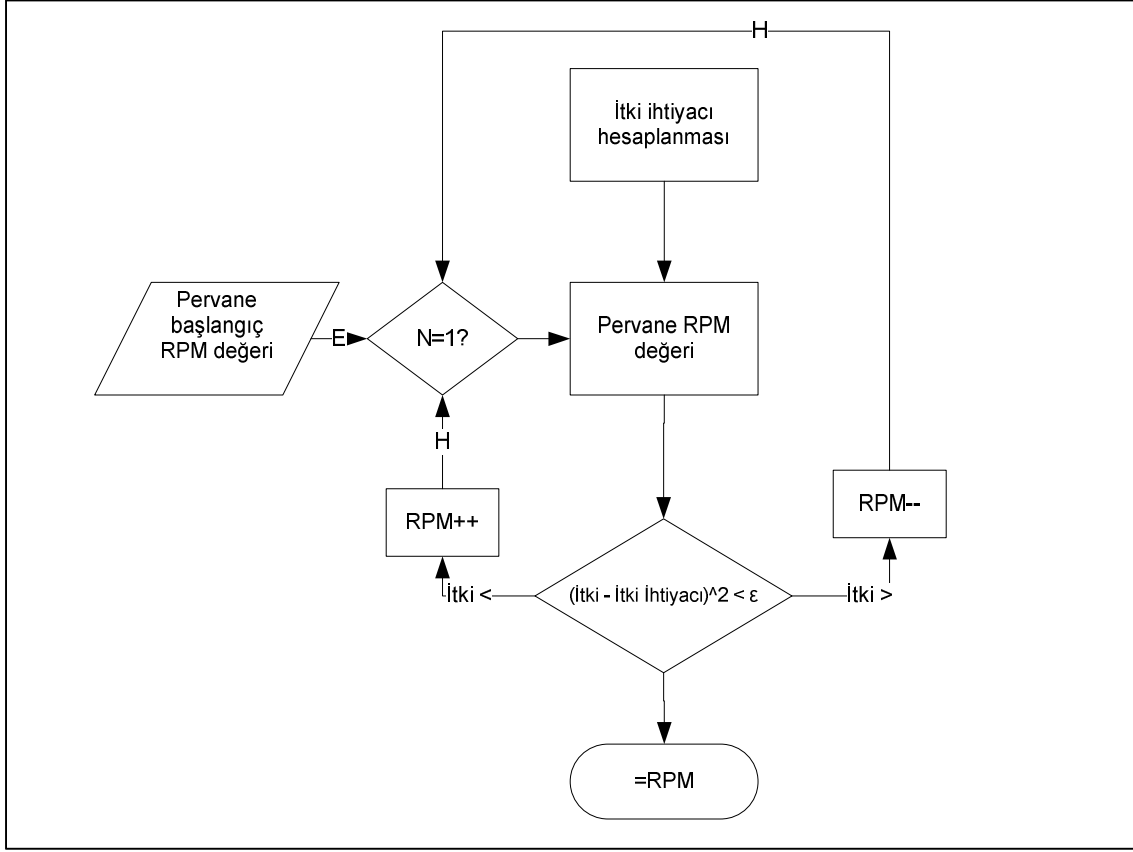 H
İtki ihtiyacı
hesaplanması
Pervane
başlangıç
RPM değeri
E
N=1?
Pervane RPM
değeri
H
RPM++
RPM--
İtki <
(İtki - İtki İhtiyacı)^2 < ε
İtki >
=RPM